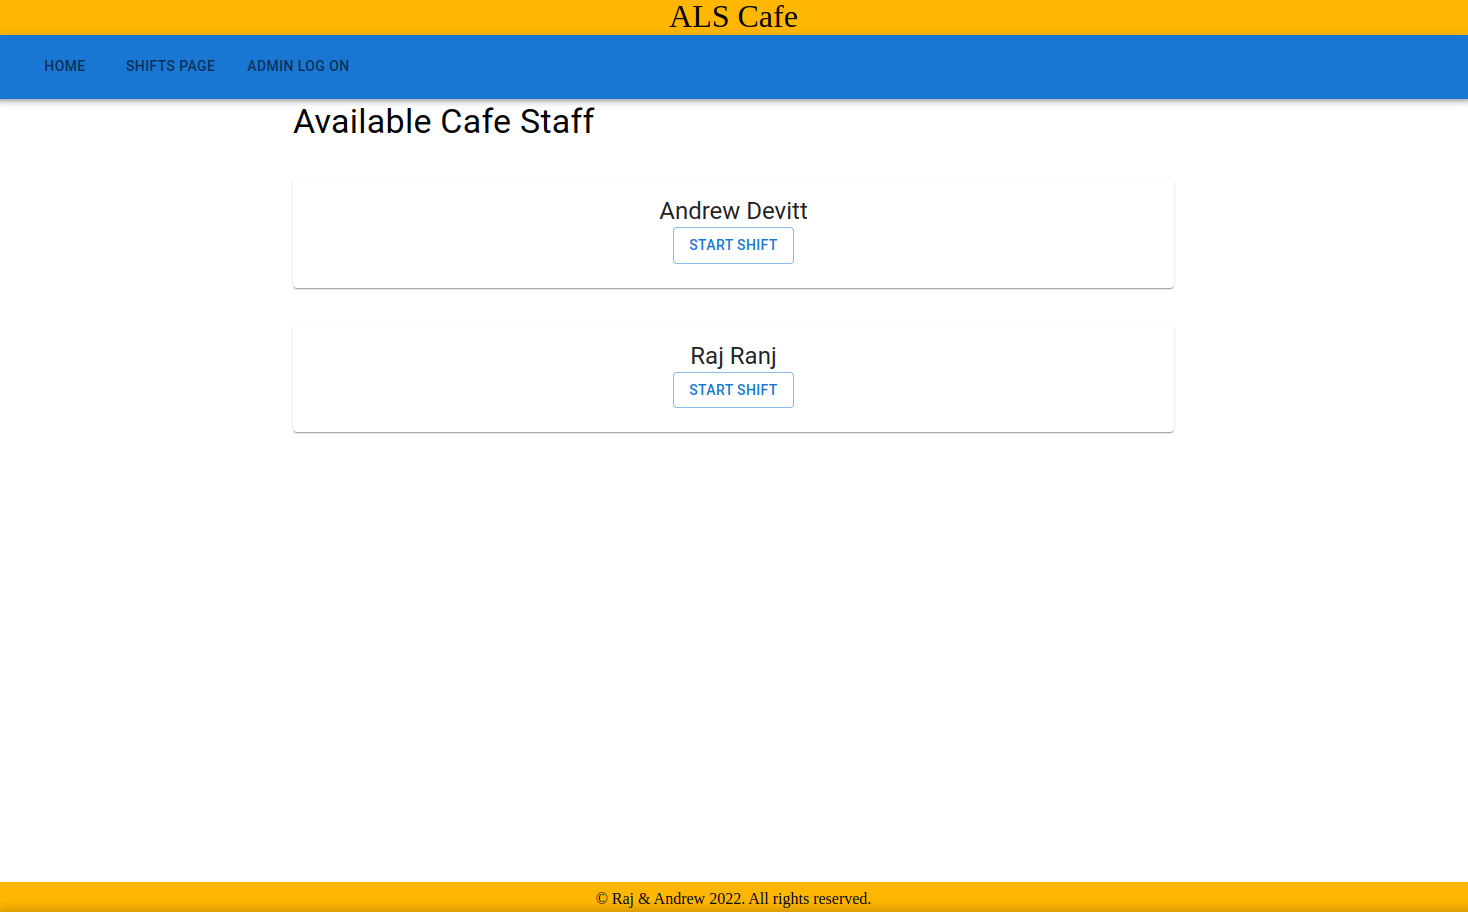 ALS Cafe
HOME SHIFTS PAGE ADMIN LOG ON
Available Cafe Staff
Andrew Devitt
START SHIFT
Raj Ranj
START SHIFT
© Raj & Andrew 2022. All rights reserved.